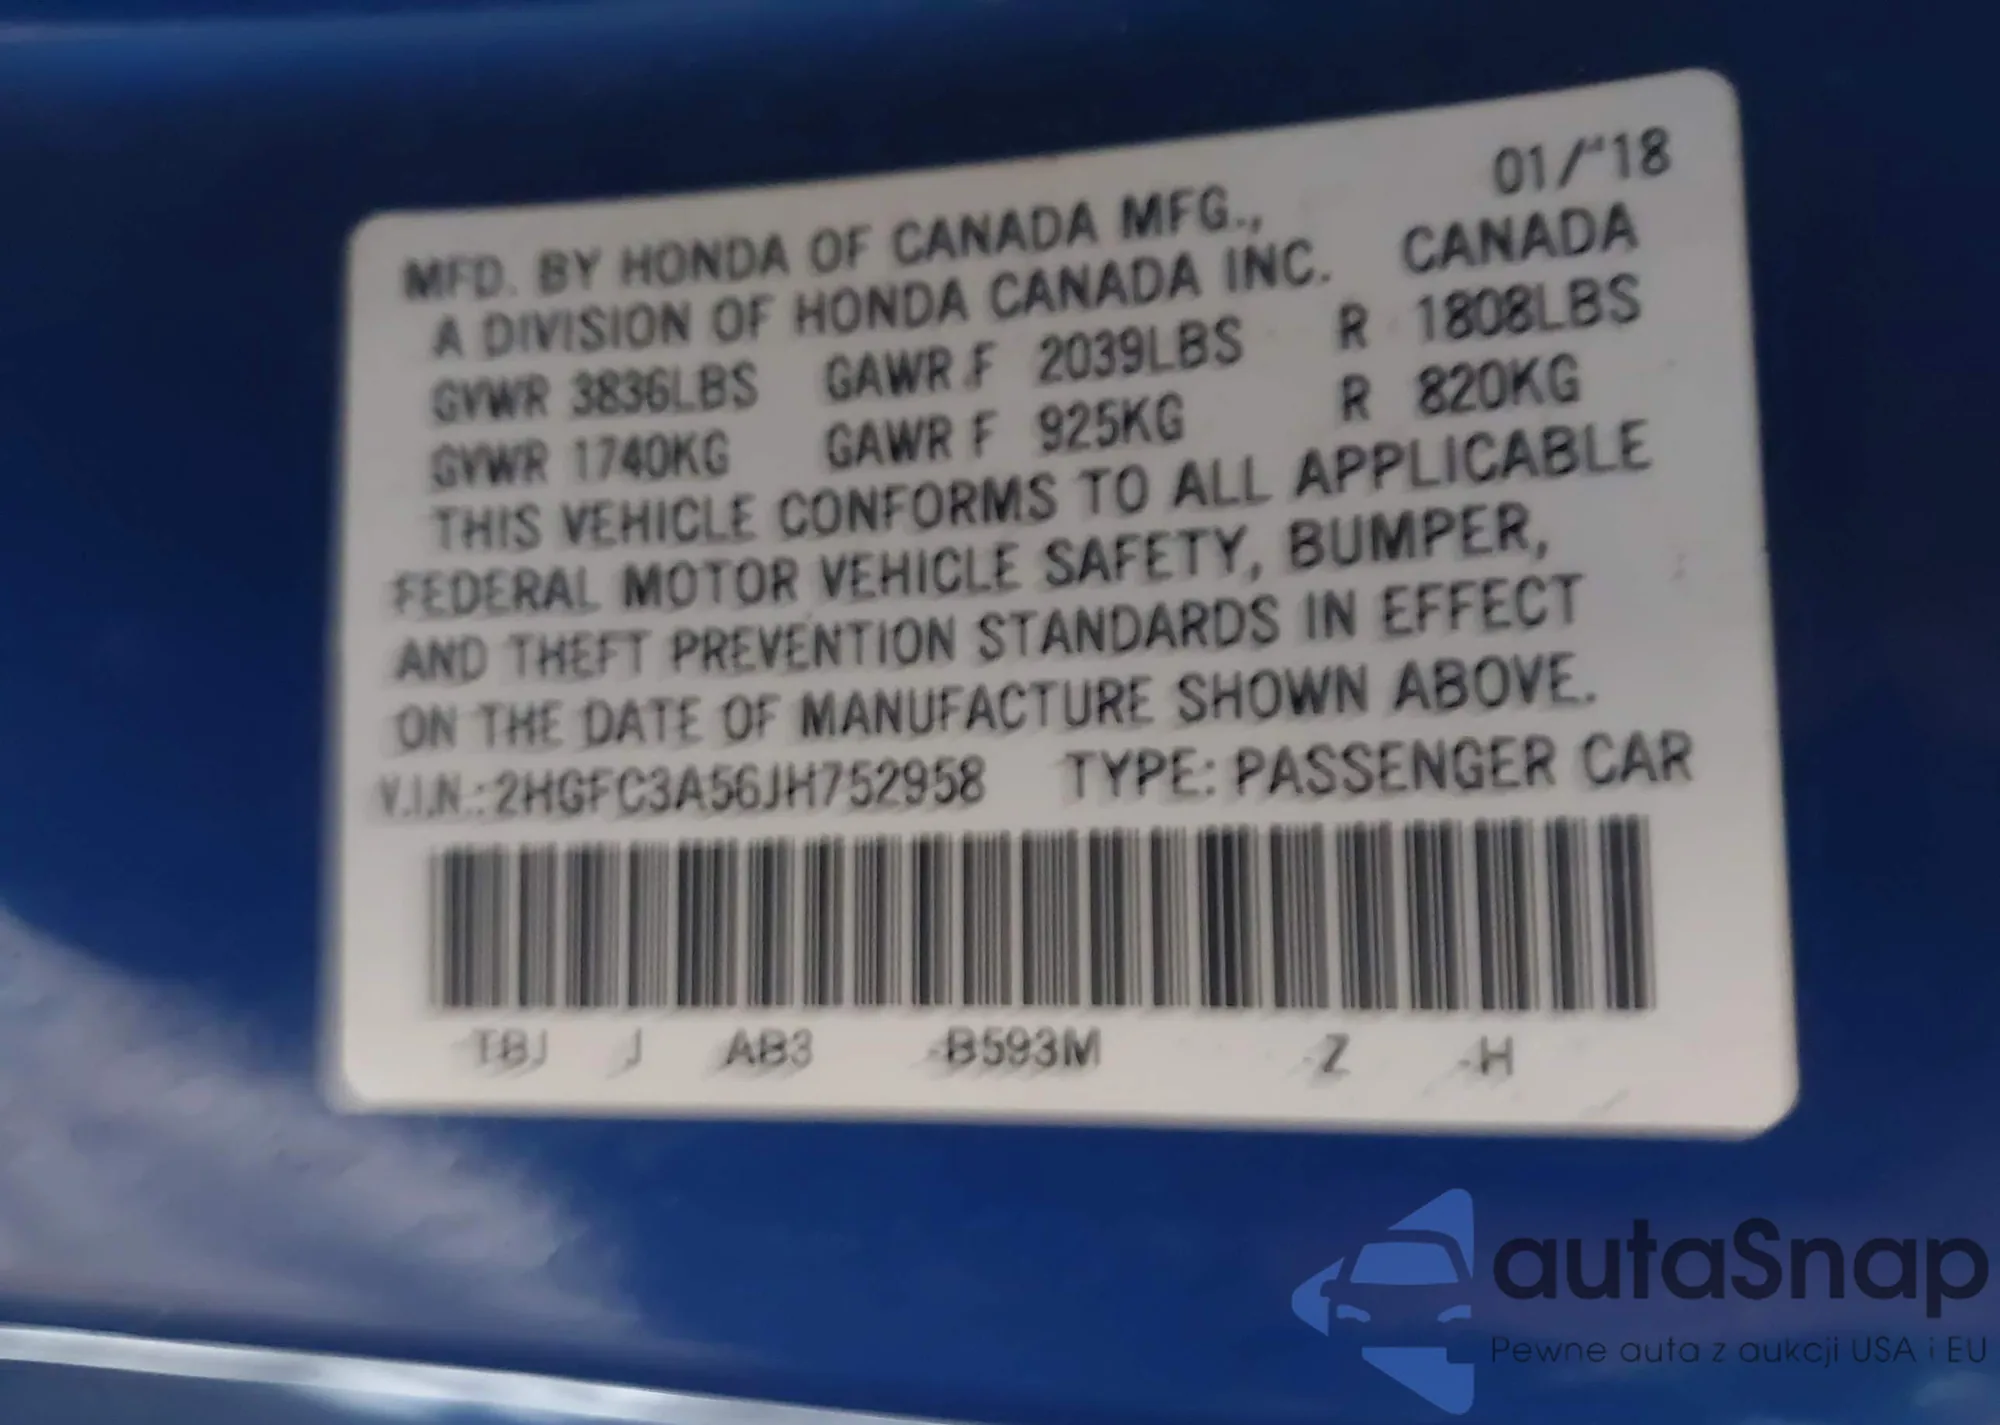 01/"18
MFD. BY HONDA OF CANADA MFG.,
A DIVISION OF HONDA CANADA INC. CANADA
GVWR 3836LBS GAWR F 2039LBS R 1808LBS
GVWR 1740KG GAWR F 925KG R 820KG
THIS VEHICLE CONFORMS TO ALL APPLICABLE
FEDERAL MOTOR VEHICLE SAFETY, BUMPER,
AND THEFT PREVENTION STANDARDS IN EFFECT
ON THE DATE OF MANUFACTURE SHOWN ABOVE.
V.I.N.:2HGFC3A56JH752958 TYPE: PASSENGER CAR
TBJ J AB3 B593M Z H
autaSnap
Pewne auta z aukcji USA i EU